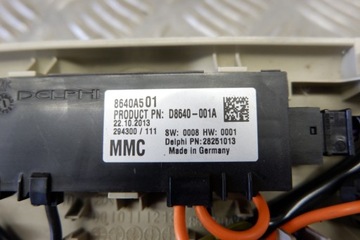 DELPHI
8640A501
PRODUCT PN: D8640-001A
22.10.2013
294300 / 111 SW: 0008 HW: 0001
MMC Delphi PN: 28251013
Made in Germany